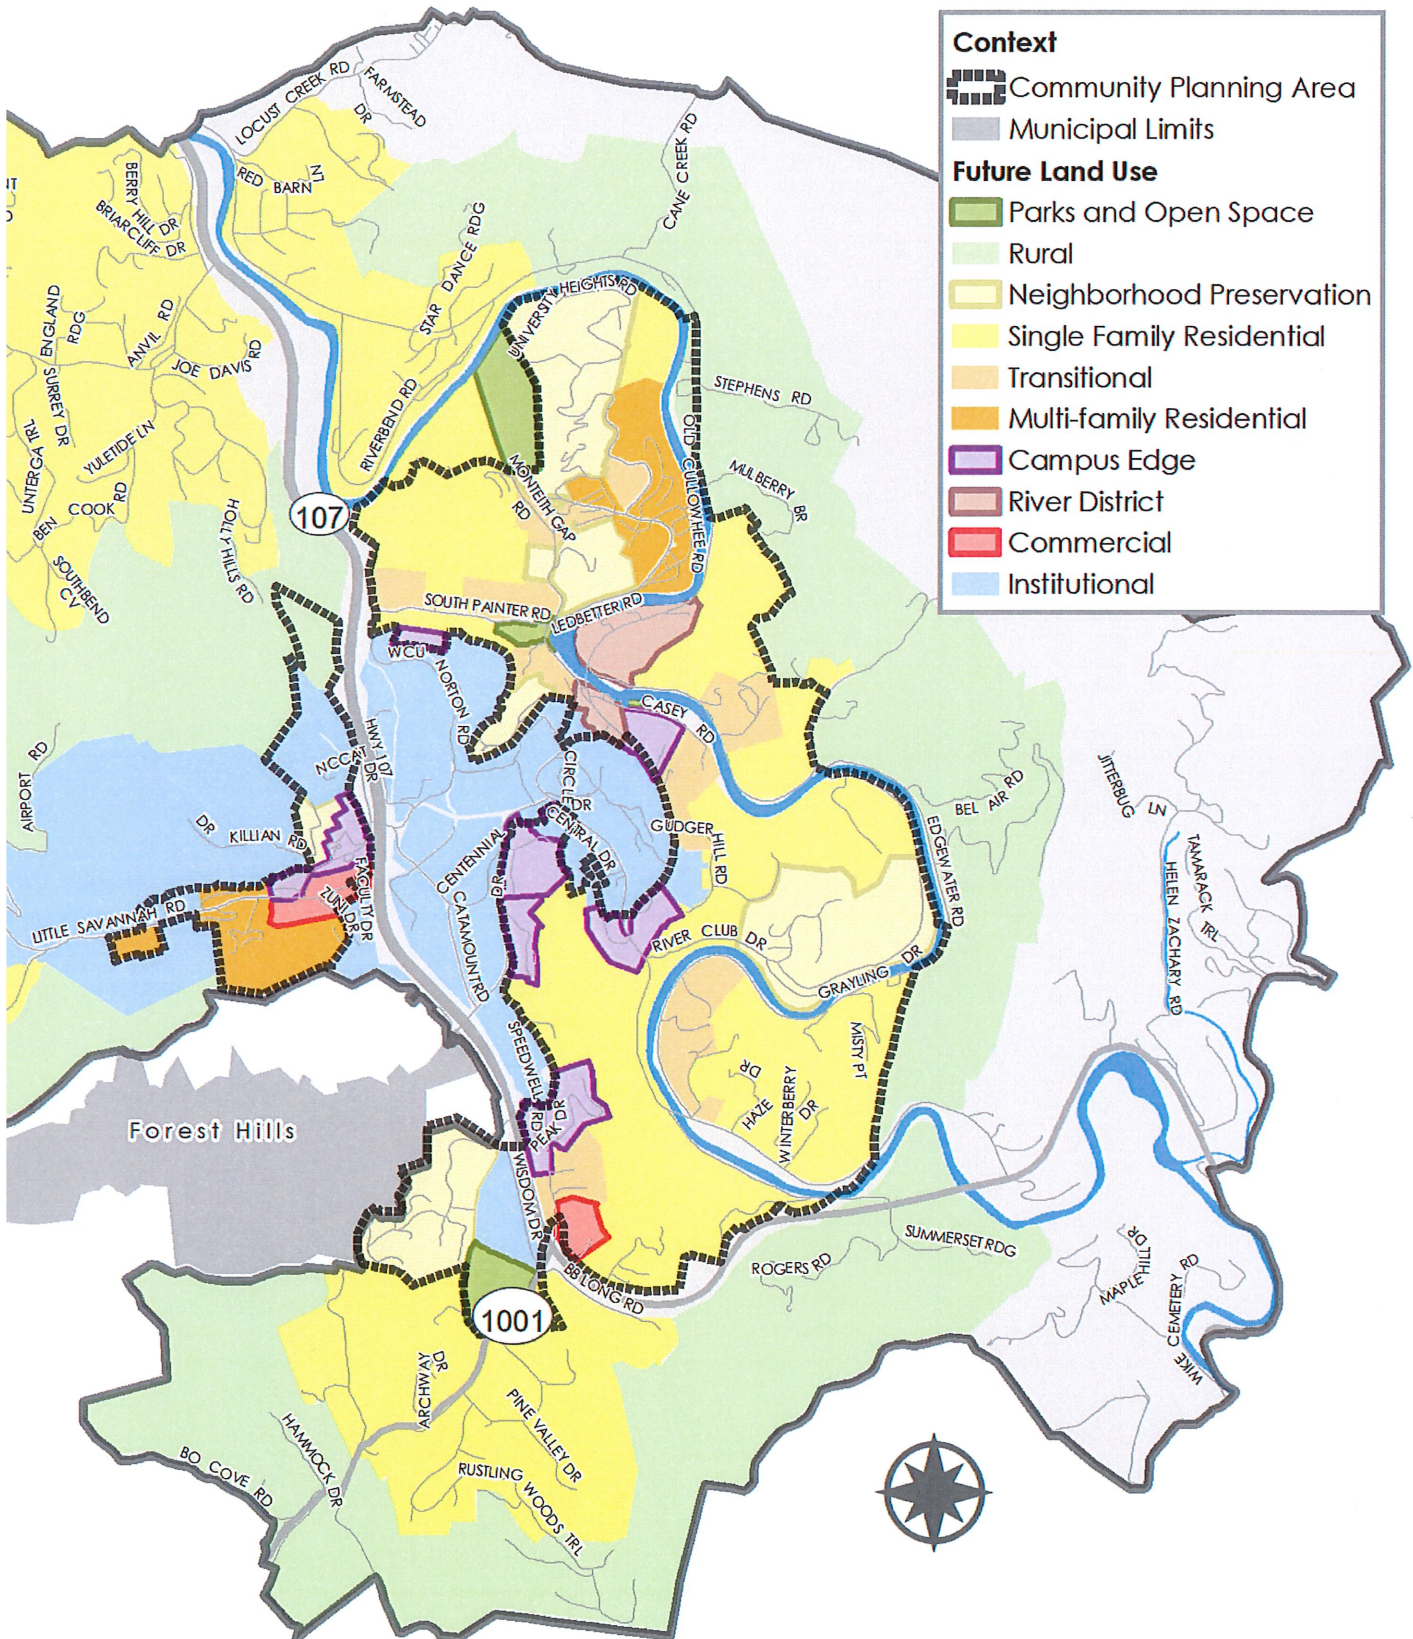 Context
Community Planning Area
Municipal Limits
Future Land Use
Parks and Open Space
Rural
Neighborhood Preservation
Single Family Residential
Transitional
Multi-family Residential
Campus Edge
River District
Commercial
Institutional
LOCUST CREEK RD
FARMSTEAD
DR
RED BARN
LN
BERRY HILL DR
BRIARCLIFF DR
CANE CREEK RD
STAR DANCE RDG
UNIVERSITY HEIGHTS RD
SURREY DR
ENGLAND
RDG
ANVIL RD
JOE DAVIS RD
RIVERBEND RD
STEPHENS RD
UNTERGA TRL
YULETIDE LN
BEN COOK RD
HOLLY HILLS RD
SOUTHBEND
CV
107
MONTEITH GAP
RD
OLD CULLOWHEE RD
MULBERRY
BR
SOUTH PAINTER RD
LEDBETTER RD
WCU
NORTON RD
CASEY RD
AIRPORT RD
NCCAT
DR
HWY 107
CIRCLE DR
CENTRAL DR
KILLIAN RD
DR
CENTENNIAL
DR
CATAMOUNT RD
GUDGER
HILL RD
BEL AIR RD
EDGEWATER RD
JITTERBUG
LN
TAMARACK TRL
HELEN ZACHARY RD
LITTLE SAVANNAH RD
ZUNI DR
FACULTY DR
RIVER CLUB DR
GRAYLING DR
MISTY PT
SPEEDWELL
RD
PEAK
DR
HAZE
DR
WINTERBERRY
DR
Forest Hills
WISDOM DR
BB LONG RD
ROGERS RD
SUMMERSET RDG
MAPLE HILL DR
CEMETERY RD
WIKE
1001
ARCHWAY
DR
PINE VALLEY DR
HAMMOCK DR
BO COVE RD
RUSTLING WOODS TRL